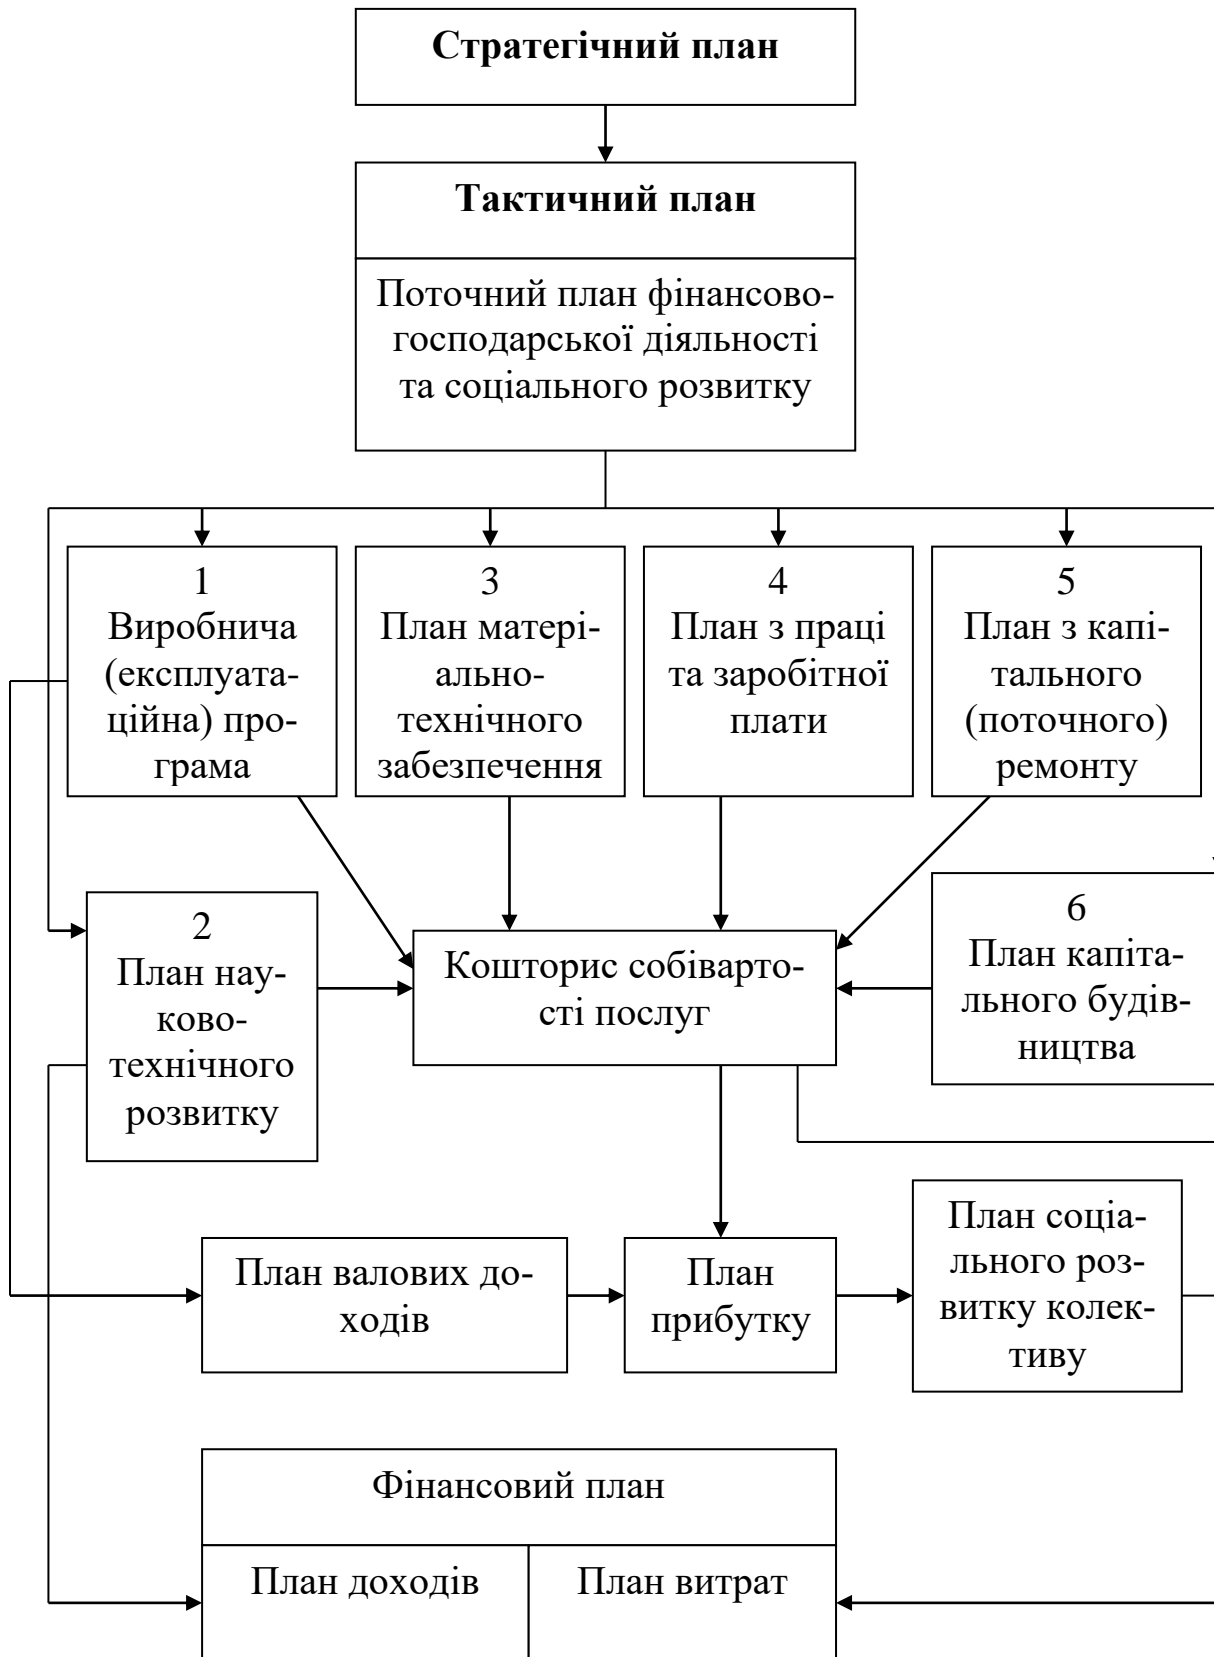 Стратегічний план
Тактичний план
Поточний план фінансово-
господарської діяльності
та соціального розвитку
1
Виробнича
(експлуата-
ційна) про-
грама
3
План матері-
ально-
технічного
забезпечення
4
План з праці
та заробітної
плати
5
План з капі-
тального
(поточного)
ремонту
2
План нау-
ково-
технічного
розвитку
Кошторис собіварто-
сті послуг
6
План капіта-
льного будів-
ництва
План валових до-
ходів
План
прибутку
План соціа-
льного роз-
витку колек-
тиву
Фінансовий план
План доходів
План витрат